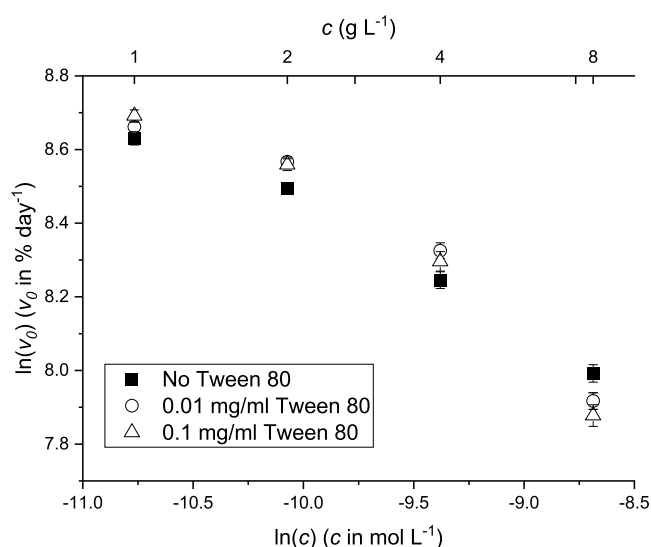 c (g L⁻¹)
1 2 4 8
8.8
8.6
8.4
8.2
8.0
7.8
ln(v₀) (v₀ in % day⁻¹)
No Tween 80
0.01 mg/ml Tween 80
0.1 mg/ml Tween 80
-11.0 -10.5 -10.0 -9.5 -9.0 -8.5
ln(c) (c in mol L⁻¹)